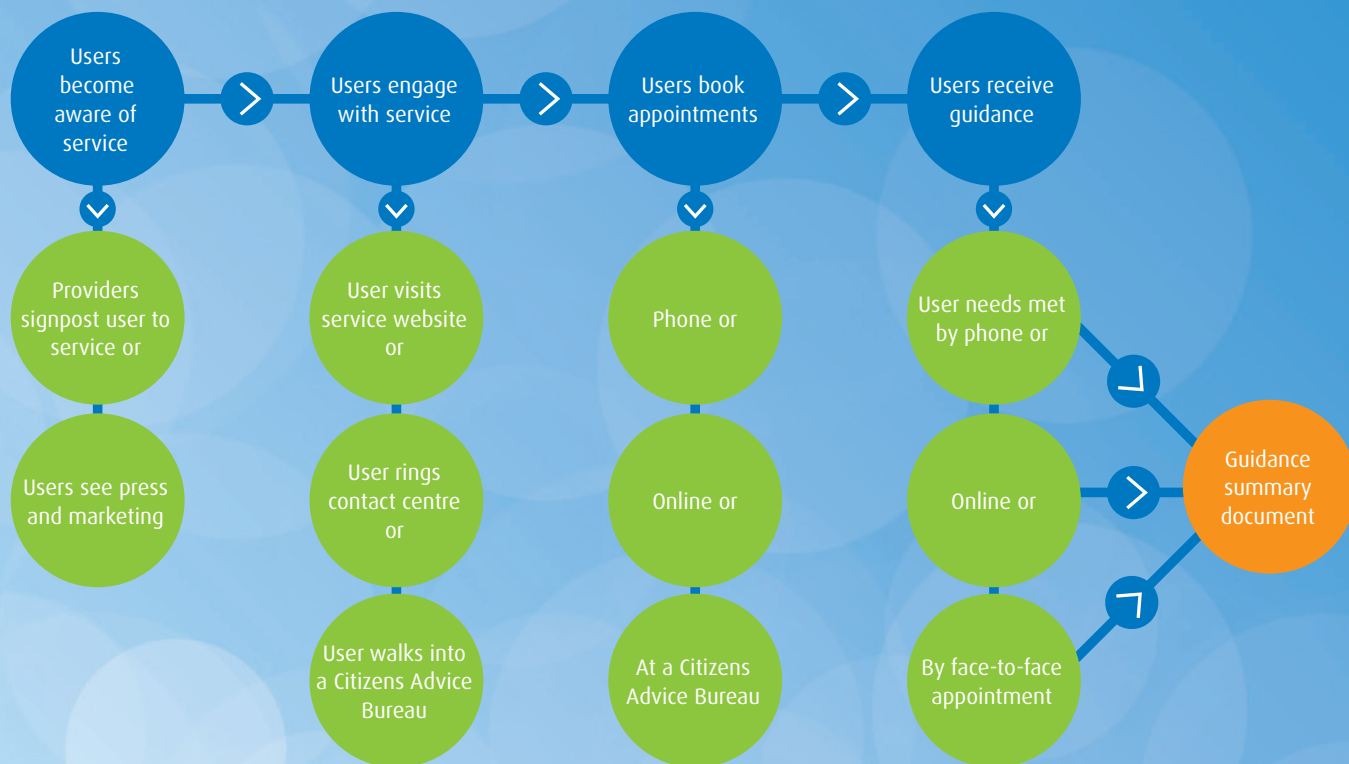 Users
become
aware of
service
Users engage
with service
Users book
appointments
Users receive
guidance
Providers
signpost user to
service or
User visits
service website
or
Phone or
User needs met
by phone or
Users see press
and marketing
User rings
contact centre
or
Online or
Online or
Guidance
summary
document
User walks into
a Citizens Advice
Bureau
At a Citizens
Advice Bureau
By face-to-face
appointment